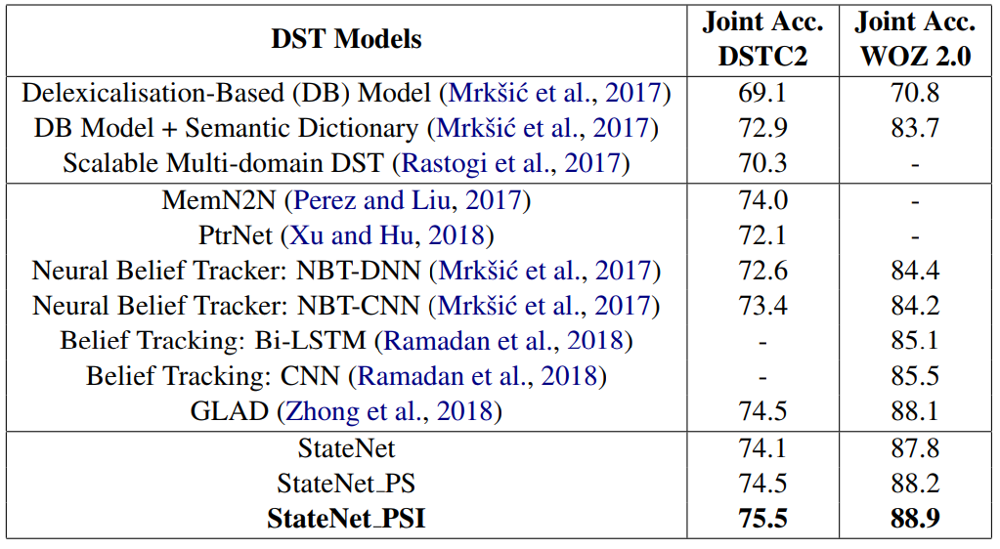 DST Models Joint Acc. DSTC2 Joint Acc. WOZ 2.0
Delexicalisation-Based (DB) Model (Mrkšić et al., 2017) 69.1 70.8
DB Model + Semantic Dictionary (Mrkšić et al., 2017) 72.9 83.7
Scalable Multi-domain DST (Rastogi et al., 2017) 70.3 -
MemN2N (Perez and Liu, 2017) 74.0 -
PtrNet (Xu and Hu, 2018) 72.1 -
Neural Belief Tracker: NBT-DNN (Mrkšić et al., 2017) 72.6 84.4
Neural Belief Tracker: NBT-CNN (Mrkšić et al., 2017) 73.4 84.2
Belief Tracking: Bi-LSTM (Ramadan et al., 2018) - 85.1
Belief Tracking: CNN (Ramadan et al., 2018) - 85.5
GLAD (Zhong et al., 2018) 74.5 88.1
StateNet 74.1 87.8
StateNet_PS 74.5 88.2
StateNet_PSI 75.5 88.9